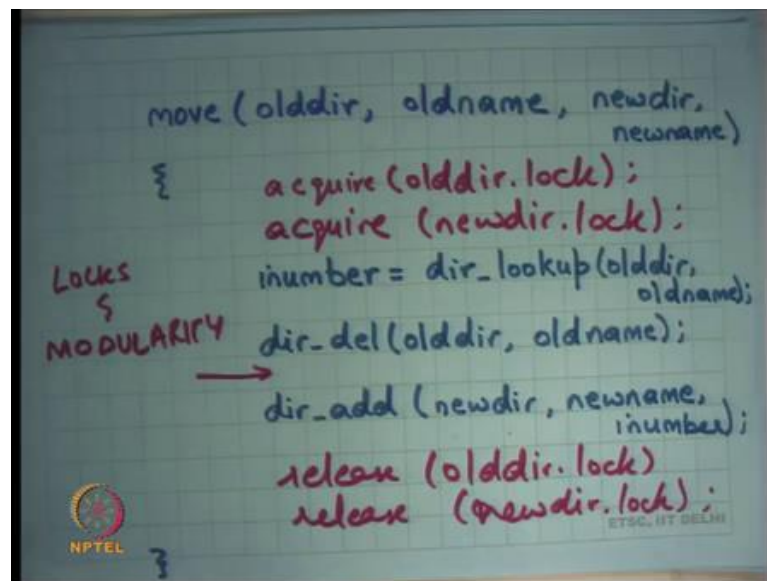 move (olddir, oldname, newdir,
newname)
{
acquire (olddir.lock);
acquire (newdir.lock);
inumber = dir_lookup(olddir,
oldname);
LOCKS
&
MODULARITY
dir_del (olddir, oldname);
dir_add (newdir, newname,
inumber);
release (olddir.lock)
release (newdir.lock);
}
NPTEL
ETSC, IIT DELHI